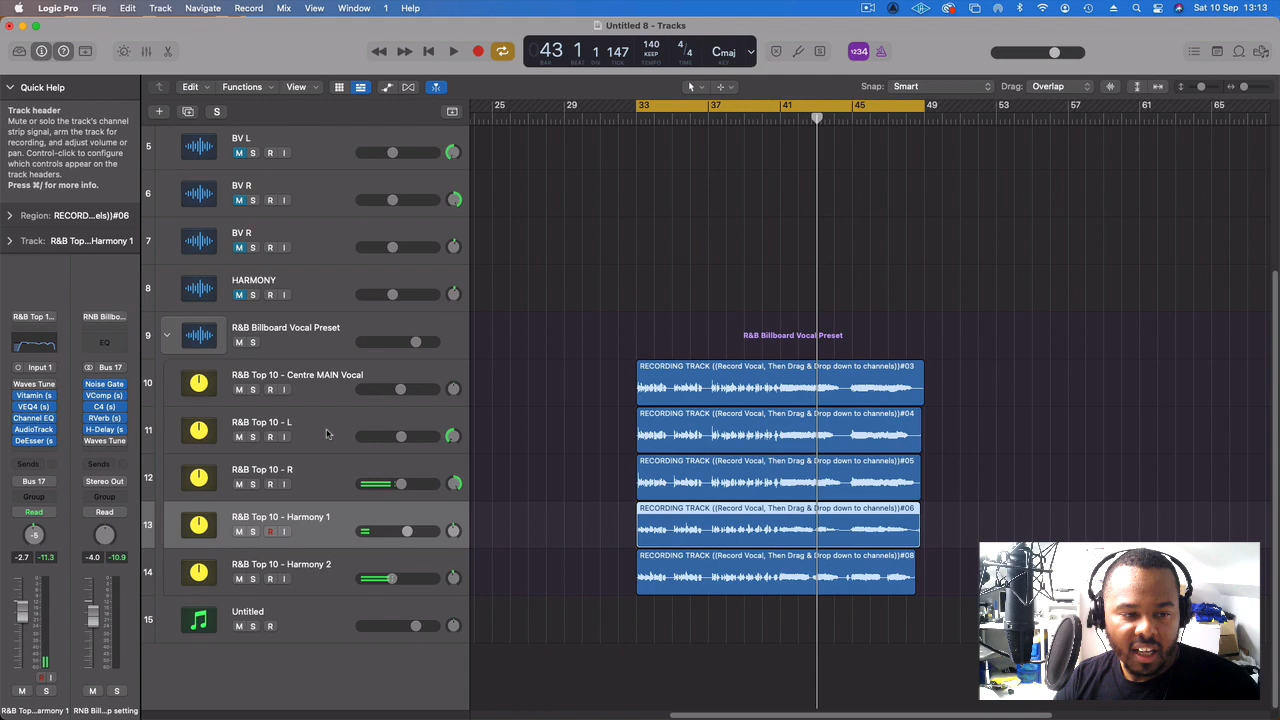 Logic Pro File Edit Track Navigate Record Mix View Window 1 Help
Sat 10 Sep 13:13
Untitled 8 - Tracks
43 1 1 147
BAR BEAT DIV TICK
140
KEEP
TEMPO
4/4
TIME
Cmaj
KEY
1234
Quick Help
Edit Functions View
Snap: Smart Drag: Overlap
Track header
Mute or solo the track's channel
strip signal, arm the track for
recording, and adjust volume or
pan. Control-click to configure
which controls appear on the
track headers.
Press ⌘/ for more info.
Region: RECORD...els))#06
Track: R&B Top...Harmony 1
S
25 29 33 37 41 45 49 53 57 61 65
5 BV L
M S R I
6 BV R
M S R I
7 BV R
M S R I
8 HARMONY
M S R I
9 R&B Billboard Vocal Preset
M S
R&B Billboard Vocal Preset
10 R&B Top 10 - Centre MAIN Vocal
M S R I
RECORDING TRACK ((Record Vocal, Then Drag & Drop down to channels))#03
11 R&B Top 10 - L
M S R I
RECORDING TRACK ((Record Vocal, Then Drag & Drop down to channels))#04
12 R&B Top 10 - R
M S R I
RECORDING TRACK ((Record Vocal, Then Drag & Drop down to channels))#05
13 R&B Top 10 - Harmony 1
M S R I
RECORDING TRACK ((Record Vocal, Then Drag & Drop down to channels))#06
14 R&B Top 10 - Harmony 2
M S R I
RECORDING TRACK ((Record Vocal, Then Drag & Drop down to channels))#08
15 Untitled
M S R
R&B Top 1... RNB Billbo...
EQ
Input 1 Bus 17
Waves Tune Noise Gate
Vitamin (s VComp (s
VEQ4 (s) C4 (s)
Channel EQ RVerb (s)
AudioTrack H-Delay (s
DeEsser (s Waves Tune
Sends Sends
Bus 17 Stereo Out
Group Group
Read Read
-5
-2.7 -11.3 -4.0 -10.9
R I
M S M S
R&B To...armony 1 RNB Bill...p setting